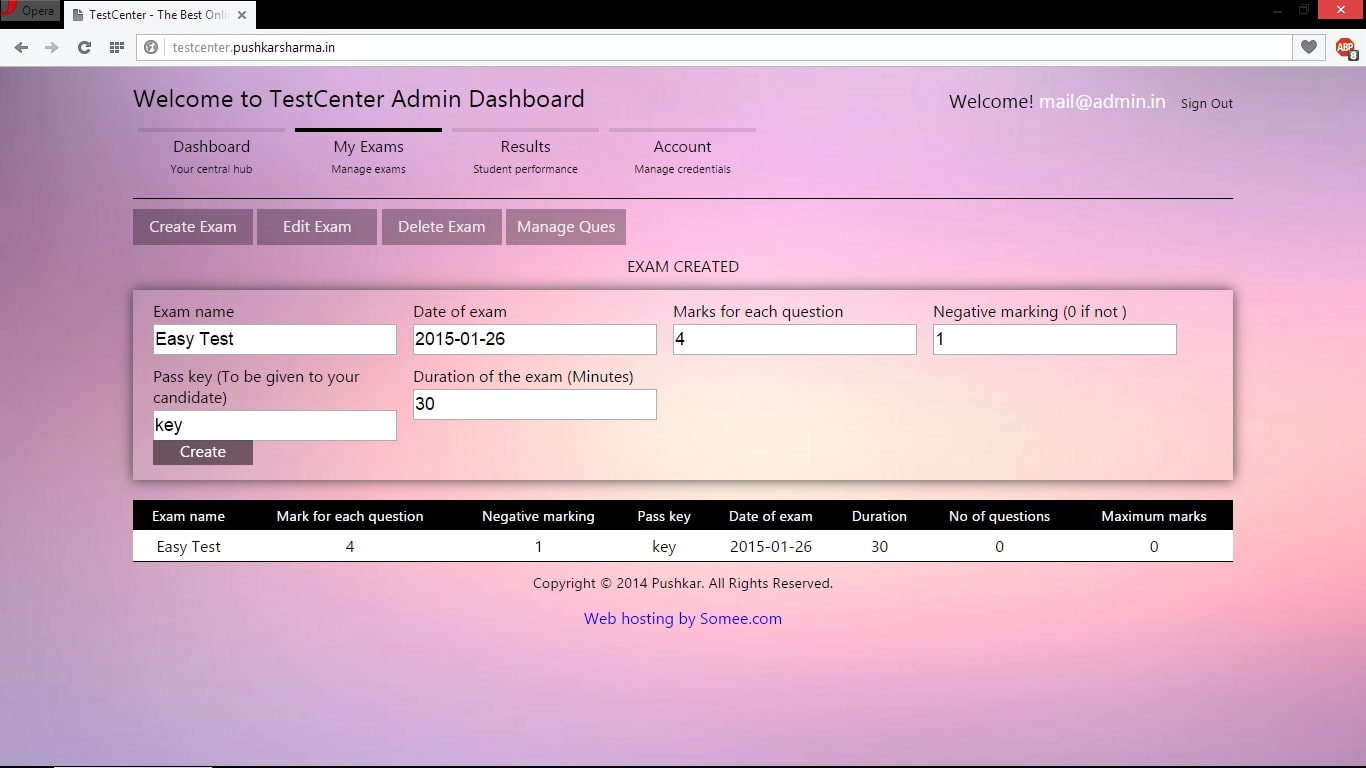 Opera
TestCenter - The Best Onli
testcenter.pushkarsharma.in
ABP
8
Welcome to TestCenter Admin Dashboard
Welcome! mail@admin.in Sign Out
Dashboard My Exams Results Account
Your central hub Manage exams Student performance Manage credentials
Create Exam Edit Exam Delete Exam Manage Ques
EXAM CREATED
Exam name Date of exam Marks for each question Negative marking (0 if not )
Easy Test 2015-01-26 4 1
Pass key (To be given to your Duration of the exam (Minutes)
candidate)
30
key
Create
Exam name Mark for each question Negative marking Pass key Date of exam Duration No of questions Maximum marks
Easy Test 4 1 key 2015-01-26 30 0 0
Copyright © 2014 Pushkar. All Rights Reserved.
Web hosting by Somee.com